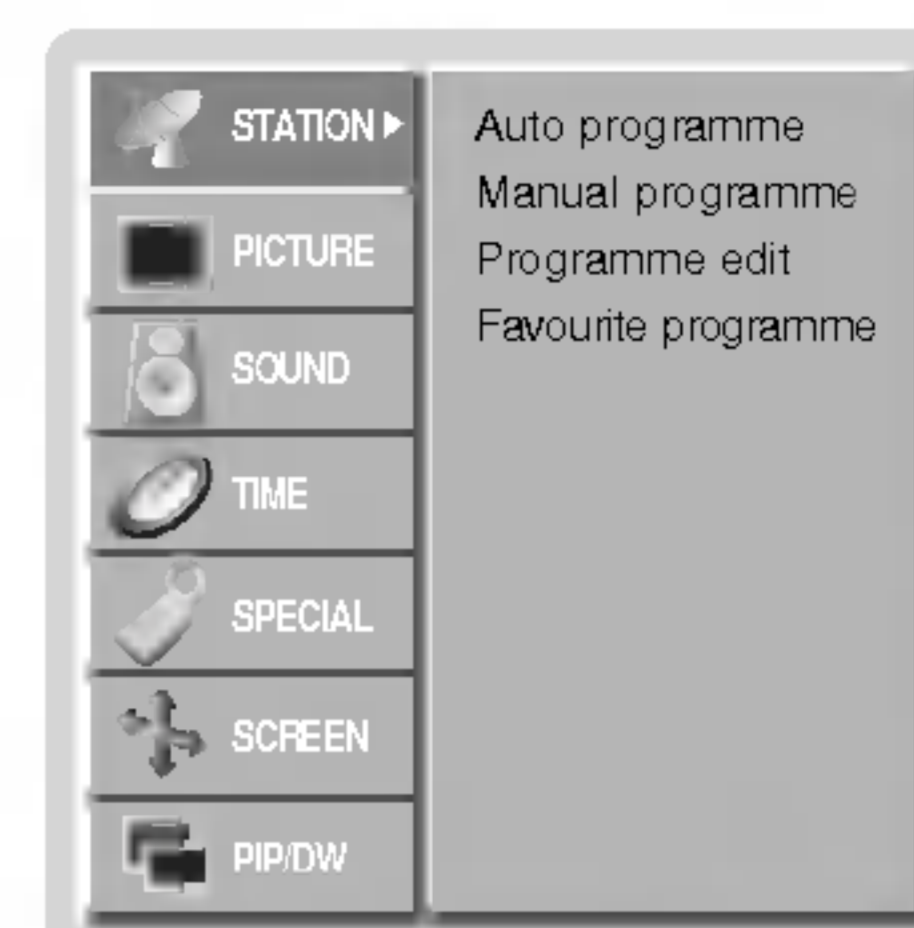 STATION
PICTURE
SOUND
TIME
SPECIAL
SCREEN
PIP/DW
Auto programme
Manual programme
Programme edit
Favourite programme